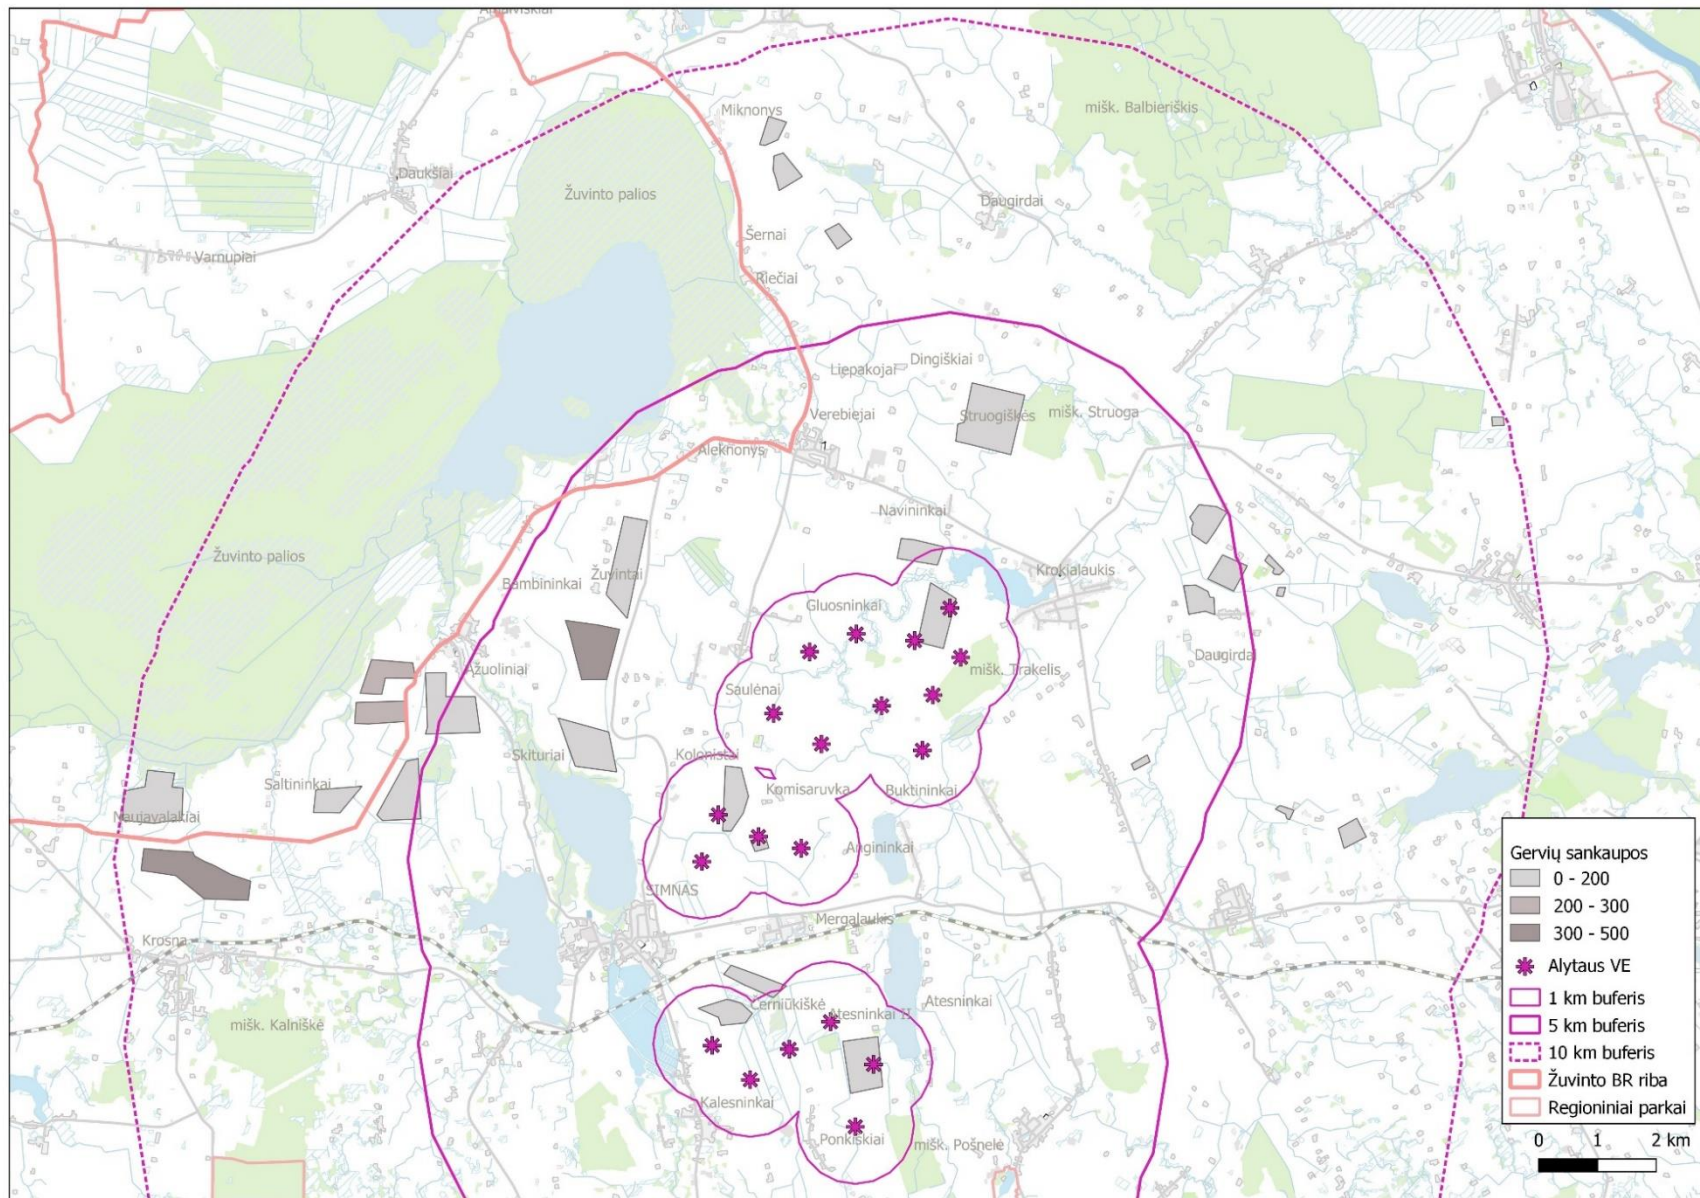 Miknonys
mišk. Balbieriškis
Daukšiai
Žuvinto palios
Daugirdai
Šernai
Varnupiai
Riečiai
Dingiškiai
Liepakojai
Verebiejai
Struogiškės
mišk. Struoga
Aleknonys
Navininkai
Žuvinto palios
Bambininkai
Žuvintai
Krokialaukis
Gluosninkai
Ąžuoliniai
mišk. Trakelis
Daugirdai
Saulėnai
Skituriai
Kolonistai
Saltininkai
Komisaruvka
Buktininkai
Naujavalakiai
Angininkai
SIMNAS
Mergalaukis
Krosna
Černiūkiškė
Atesninkai II
Atesninkai
mišk. Kalniškė
Kalesninkai
Ponkiškiai
mišk. Pošnelė
Gervių sankaupos
0 - 200
200 - 300
300 - 500
Alytaus VE
1 km buferis
5 km buferis
10 km buferis
Žuvinto BR riba
Regioniniai parkai
0 1 2 km